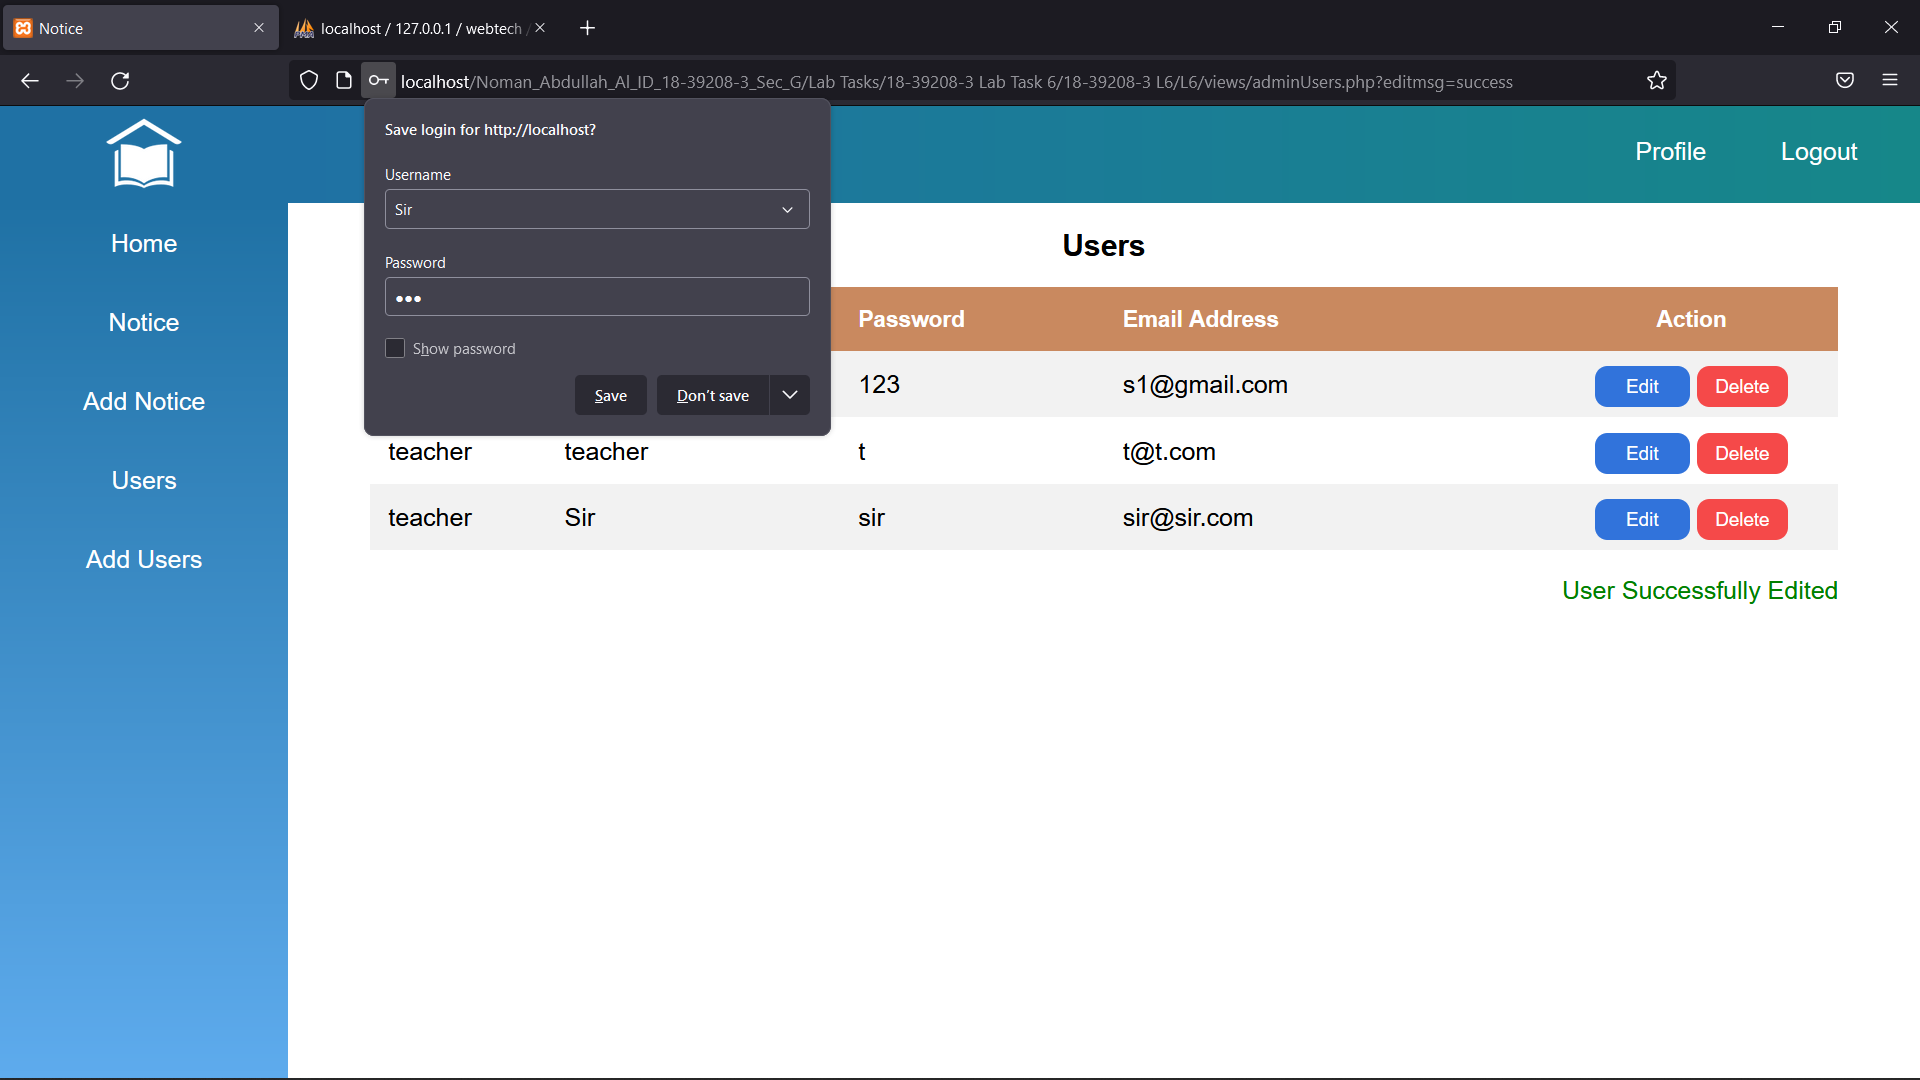 Notice
localhost / 127.0.0.1 / webtech /
localhost/Noman_Abdullah_Al_ID_18-39208-3_Sec_G/Lab Tasks/18-39208-3 Lab Task 6/18-39208-3 L6/L6/views/adminUsers.php?editmsg=success
Profile Logout
Save login for http://localhost?
Username
Sir
Password
Show password
Save Don't save
Home
Notice
Add Notice
Users
Add Users
Users
Password Email Address Action
123 s1@gmail.com Edit Delete
teacher teacher t t@t.com Edit Delete
teacher Sir sir sir@sir.com Edit Delete
User Successfully Edited